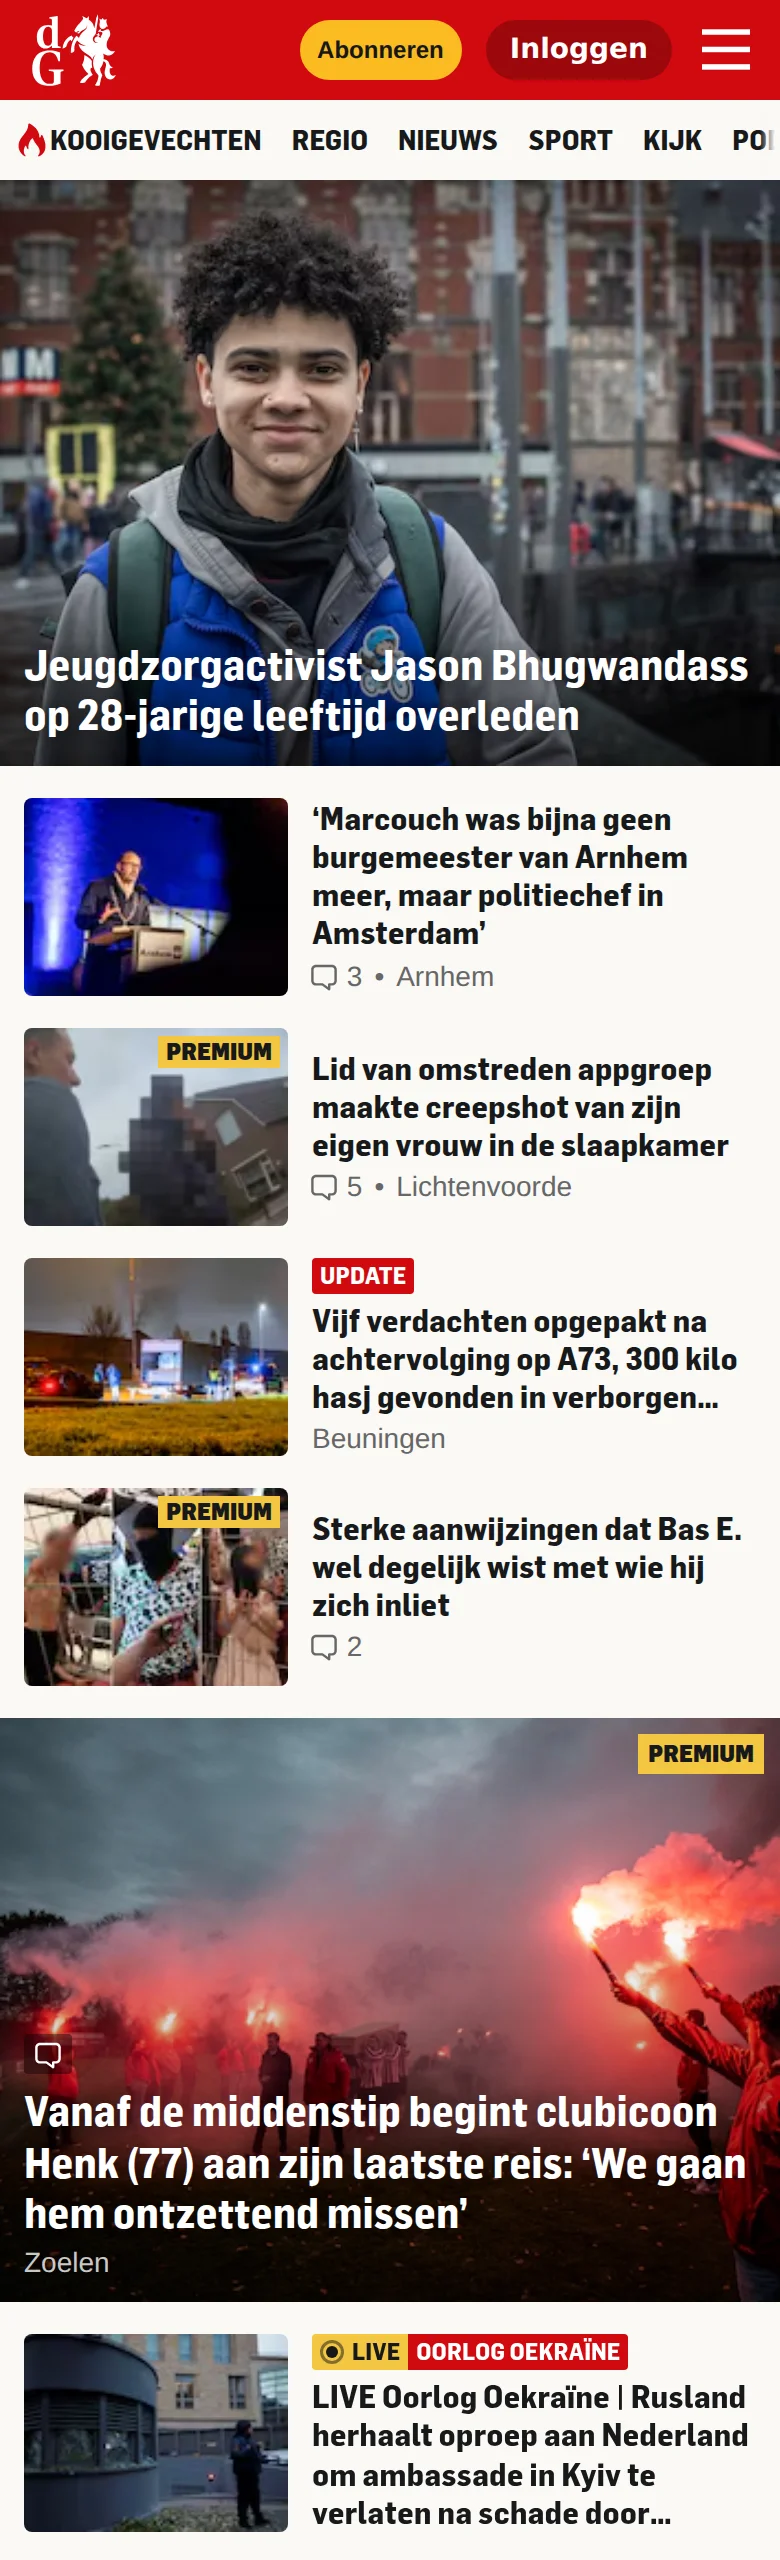 dG
Abonneren
Inloggen
KOOIGEVECHTEN REGIO NIEUWS SPORT KIJK
Jeugdzorgactivist Jason Bhugwandass
op 28-jarige leeftijd overleden
‘Marcouch was bijna geen
burgemeester van Arnhem
meer, maar politiechef in
Amsterdam’
3 • Arnhem
PREMIUM
Lid van omstreden appgroep
maakte creepshot van zijn
eigen vrouw in de slaapkamer
5 • Lichtenvoorde
UPDATE
Vijf verdachten opgepakt na
achtervolging op A73, 300 kilo
hasj gevonden in verborgen...
Beuningen
PREMIUM
Sterke aanwijzingen dat Bas E.
wel degelijk wist met wie hij
zich inliet
2
PREMIUM
Vanaf de middenstip begint clubicoon
Henk (77) aan zijn laatste reis: ‘We gaan
hem ontzettend missen’
Zoelen
LIVE OORLOG OEKRAÏNE
LIVE Oorlog Oekraïne | Rusland
herhaalt oproep aan Nederland
om ambassade in Kyiv te
verlaten na schade door...